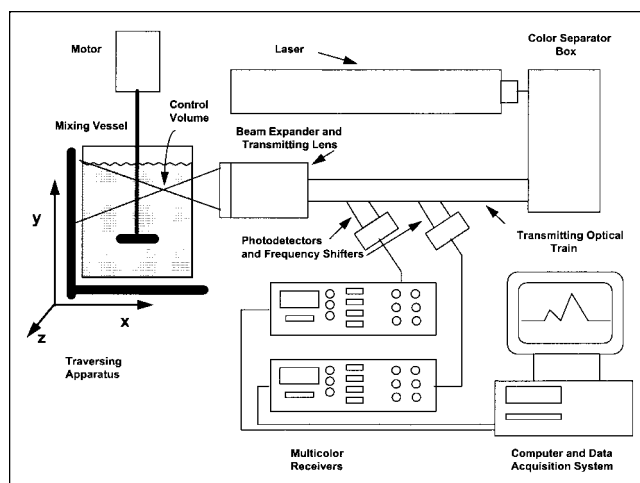 Motor
Laser
Color Separator
Box
Control
Volume
Mixing Vessel
Beam Expander and
Transmitting Lens
y
Photodetectors
and Frequency Shifters
Transmitting Optical
Train
x
z
Traversing
Apparatus
Multicolor
Receivers
Computer and Data
Acquisition System